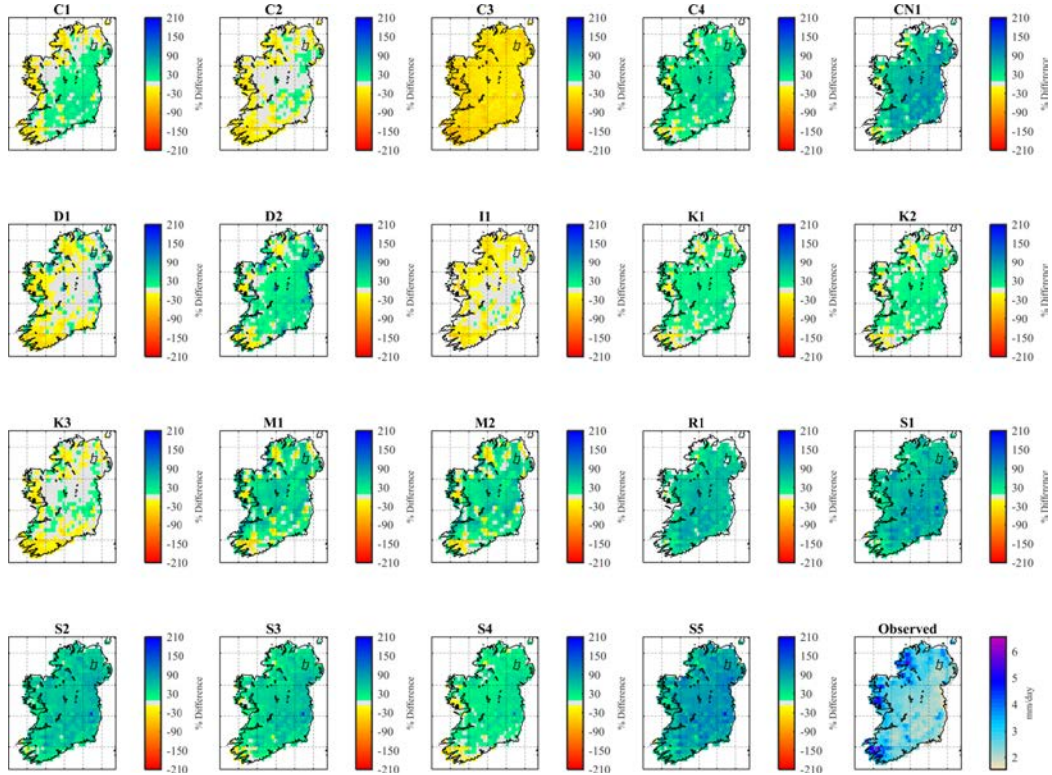 C1 C2 C3 C4 CN1
210 210 210 210 210
150 150 150 150 150
90 90 90 90 90
30 30 30 30 30
-30 -30 -30 -30 -30
-90 -90 -90 -90 -90
-150 -150 -150 -150 -150
-210 -210 -210 -210 -210
% Difference % Difference % Difference % Difference % Difference
D1 D2 I1 K1 K2
210 210 210 210 210
150 150 150 150 150
90 90 90 90 90
30 30 30 30 30
-30 -30 -30 -30 -30
-90 -90 -90 -90 -90
-150 -150 -150 -150 -150
-210 -210 -210 -210 -210
% Difference % Difference % Difference % Difference % Difference
K3 M1 M2 R1 S1
210 210 210 210 210
150 150 150 150 150
90 90 90 90 90
30 30 30 30 30
-30 -30 -30 -30 -30
-90 -90 -90 -90 -90
-150 -150 -150 -150 -150
-210 -210 -210 -210 -210
% Difference % Difference % Difference % Difference % Difference
S2 S3 S4 S5 Observed
210 210 210 210 6
150 150 150 150 5
90 90 90 90 4
30 30 30 30 3
-30 -30 -30 -30 2
-90 -90 -90 -90
-150 -150 -150 -150
-210 -210 -210 -210
% Difference % Difference % Difference % Difference mm/day